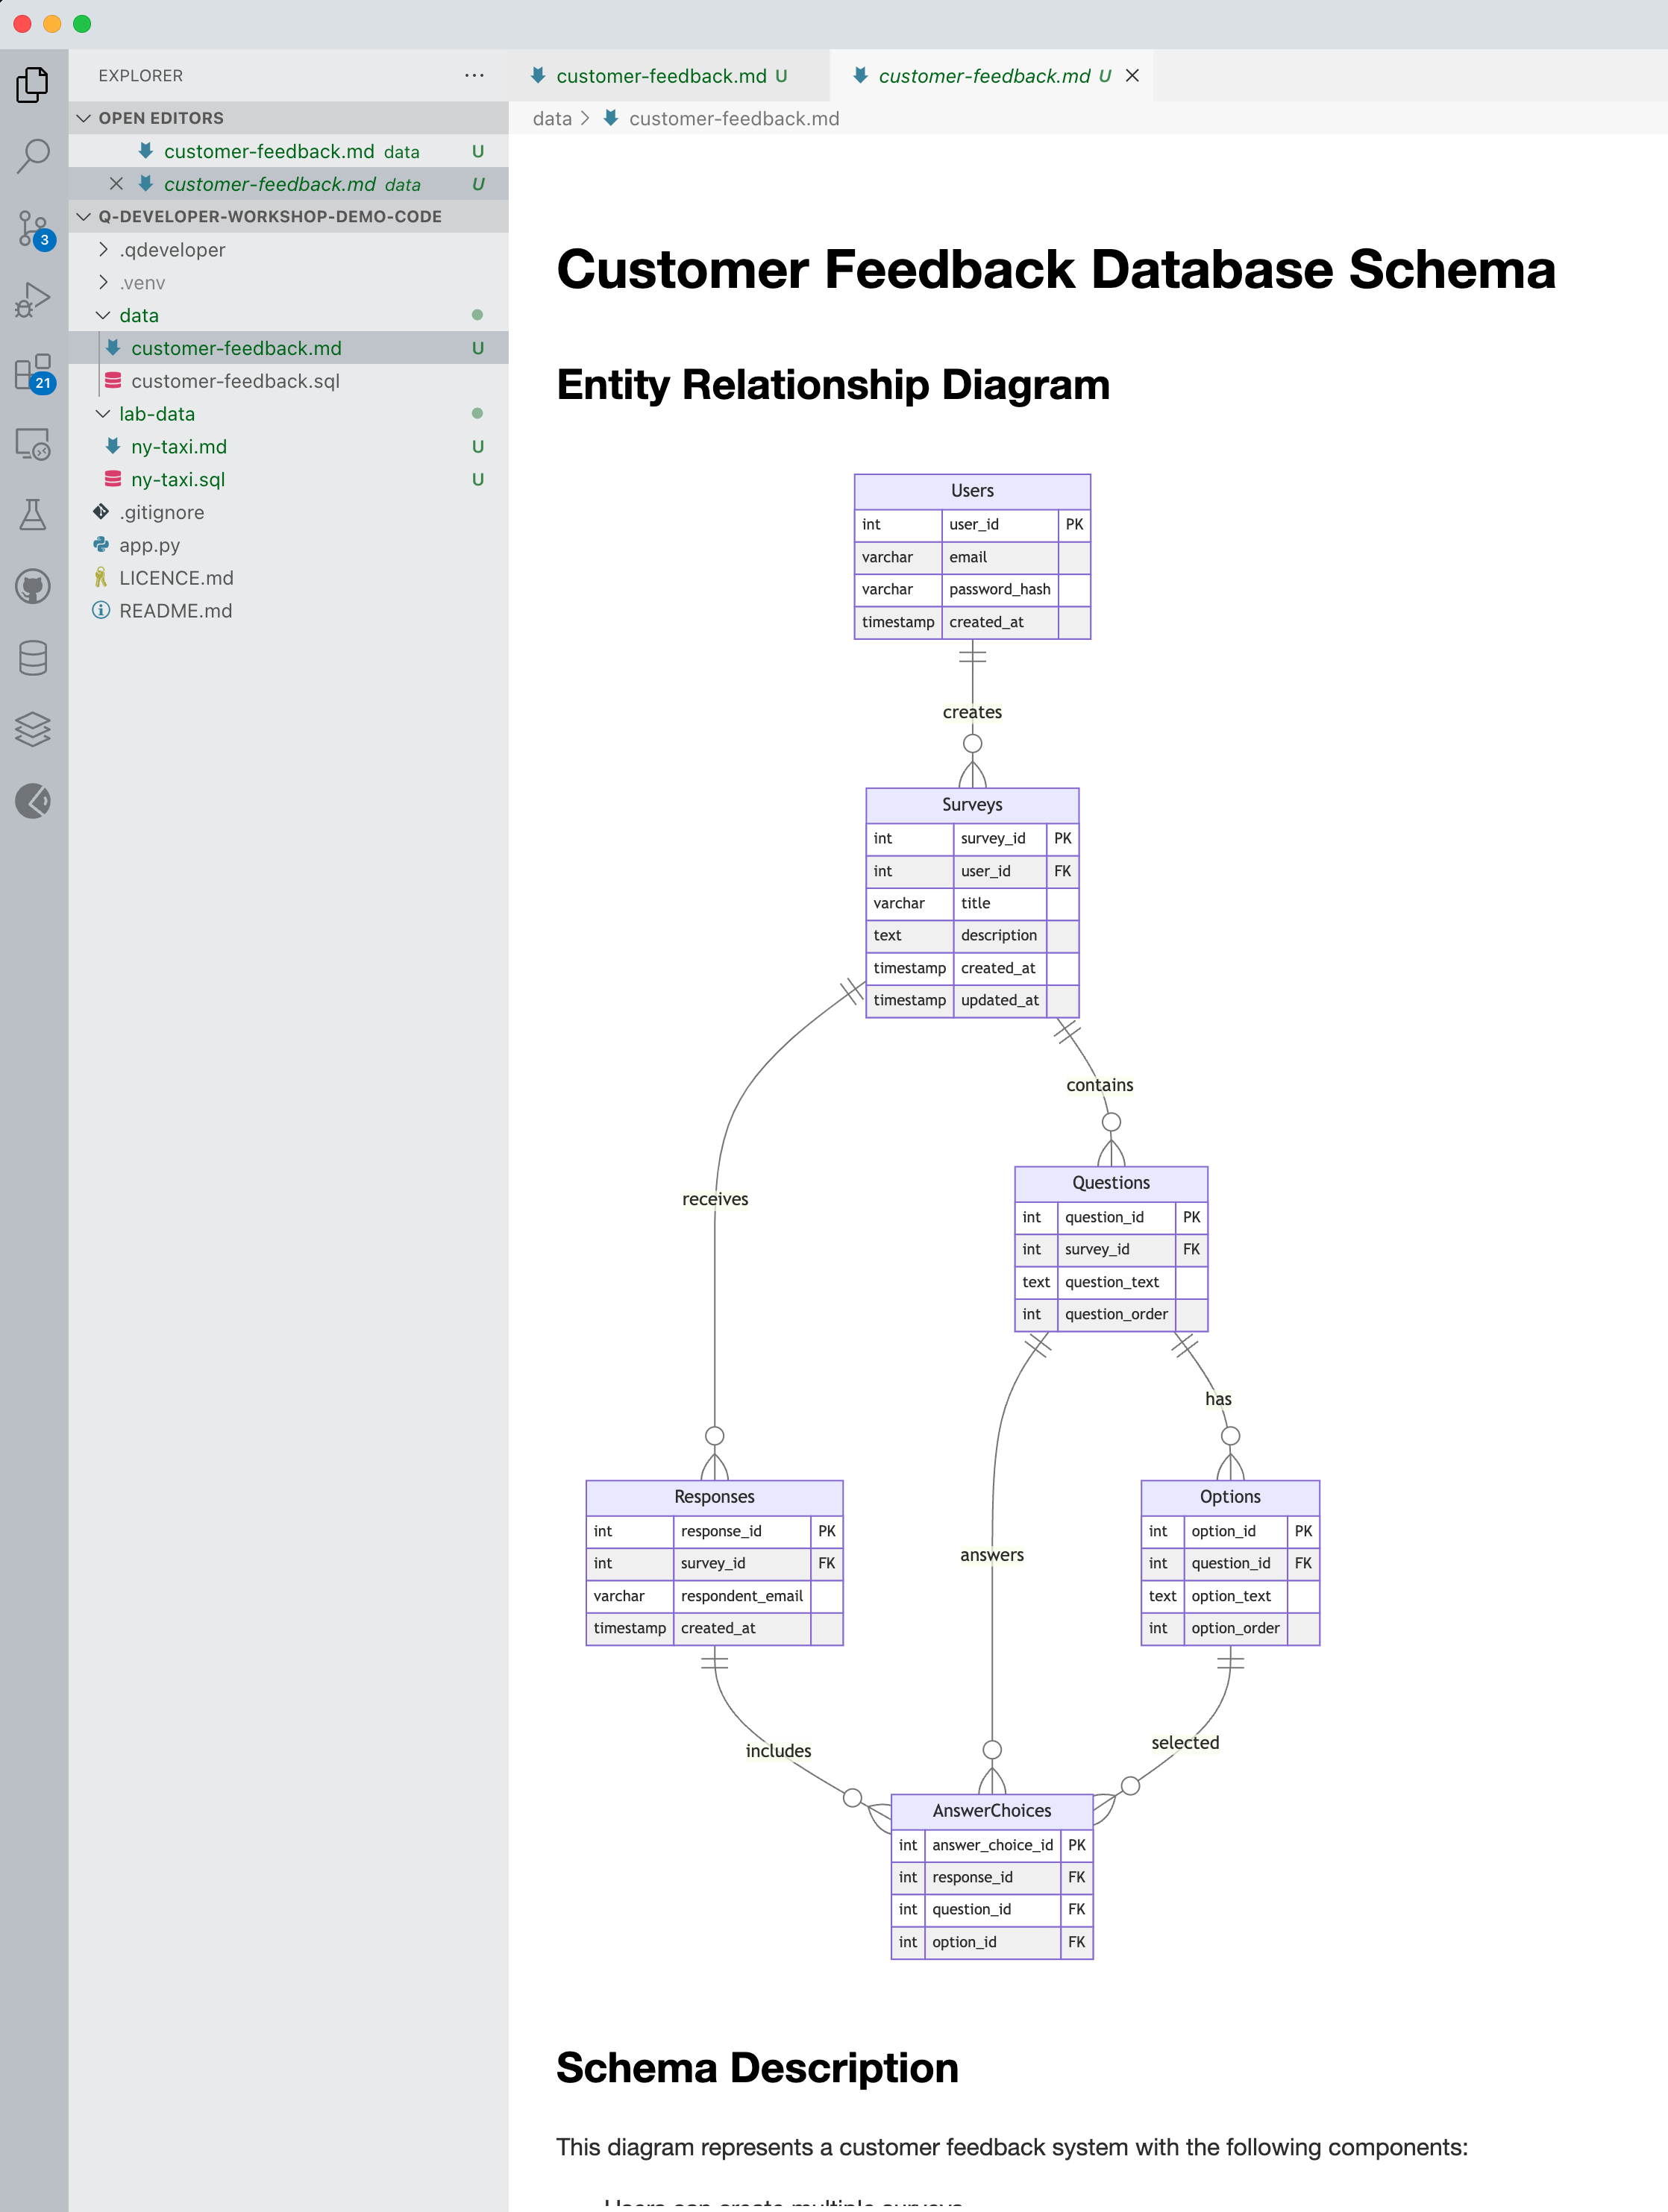 EXPLORER
OPEN EDITORS
customer-feedback.md data U
customer-feedback.md data U
Q-DEVELOPER-WORKSHOP-DEMO-CODE
.qdeveloper
.venv
data
customer-feedback.md U
customer-feedback.sql
lab-data
ny-taxi.md U
ny-taxi.sql U
.gitignore
app.py
LICENCE.md
README.md
3
21
customer-feedback.md U
customer-feedback.md U
data > customer-feedback.md
Customer Feedback Database Schema
Entity Relationship Diagram
Users
int user_id PK
varchar email
varchar password_hash
timestamp created_at
creates
Surveys
int survey_id PK
int user_id FK
varchar title
text description
timestamp created_at
timestamp updated_at
contains
receives
Questions
int question_id PK
int survey_id FK
text question_text
int question_order
has
answers
Responses
int response_id PK
int survey_id FK
varchar respondent_email
timestamp created_at
Options
int option_id PK
int question_id FK
text option_text
int option_order
includes
selected
AnswerChoices
int answer_choice_id PK
int response_id FK
int question_id FK
int option_id FK
Schema Description
This diagram represents a customer feedback system with the following components:
Users can create multiple surveys